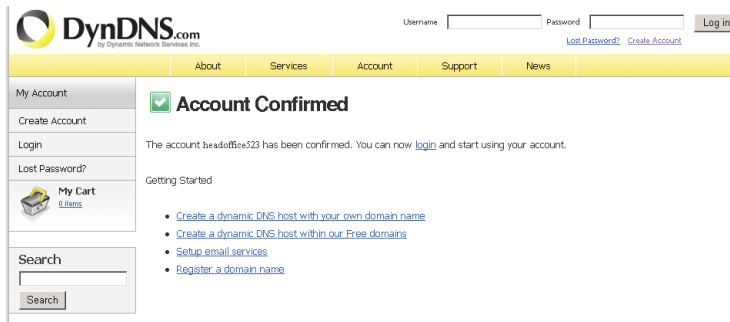 DynDNS.com
by Dynamic Network Services Inc.
Username Password Log in
Lost Password? Create Account
About Services Account Support News
My Account
Create Account
Login
Lost Password?
My Cart
0 items
Search
Search
Account Confirmed
The account headoffice523 has been confirmed. You can now login and start using your account.
Getting Started
Create a dynamic DNS host with your own domain name
Create a dynamic DNS host within our Free domains
Setup email services
Register a domain name